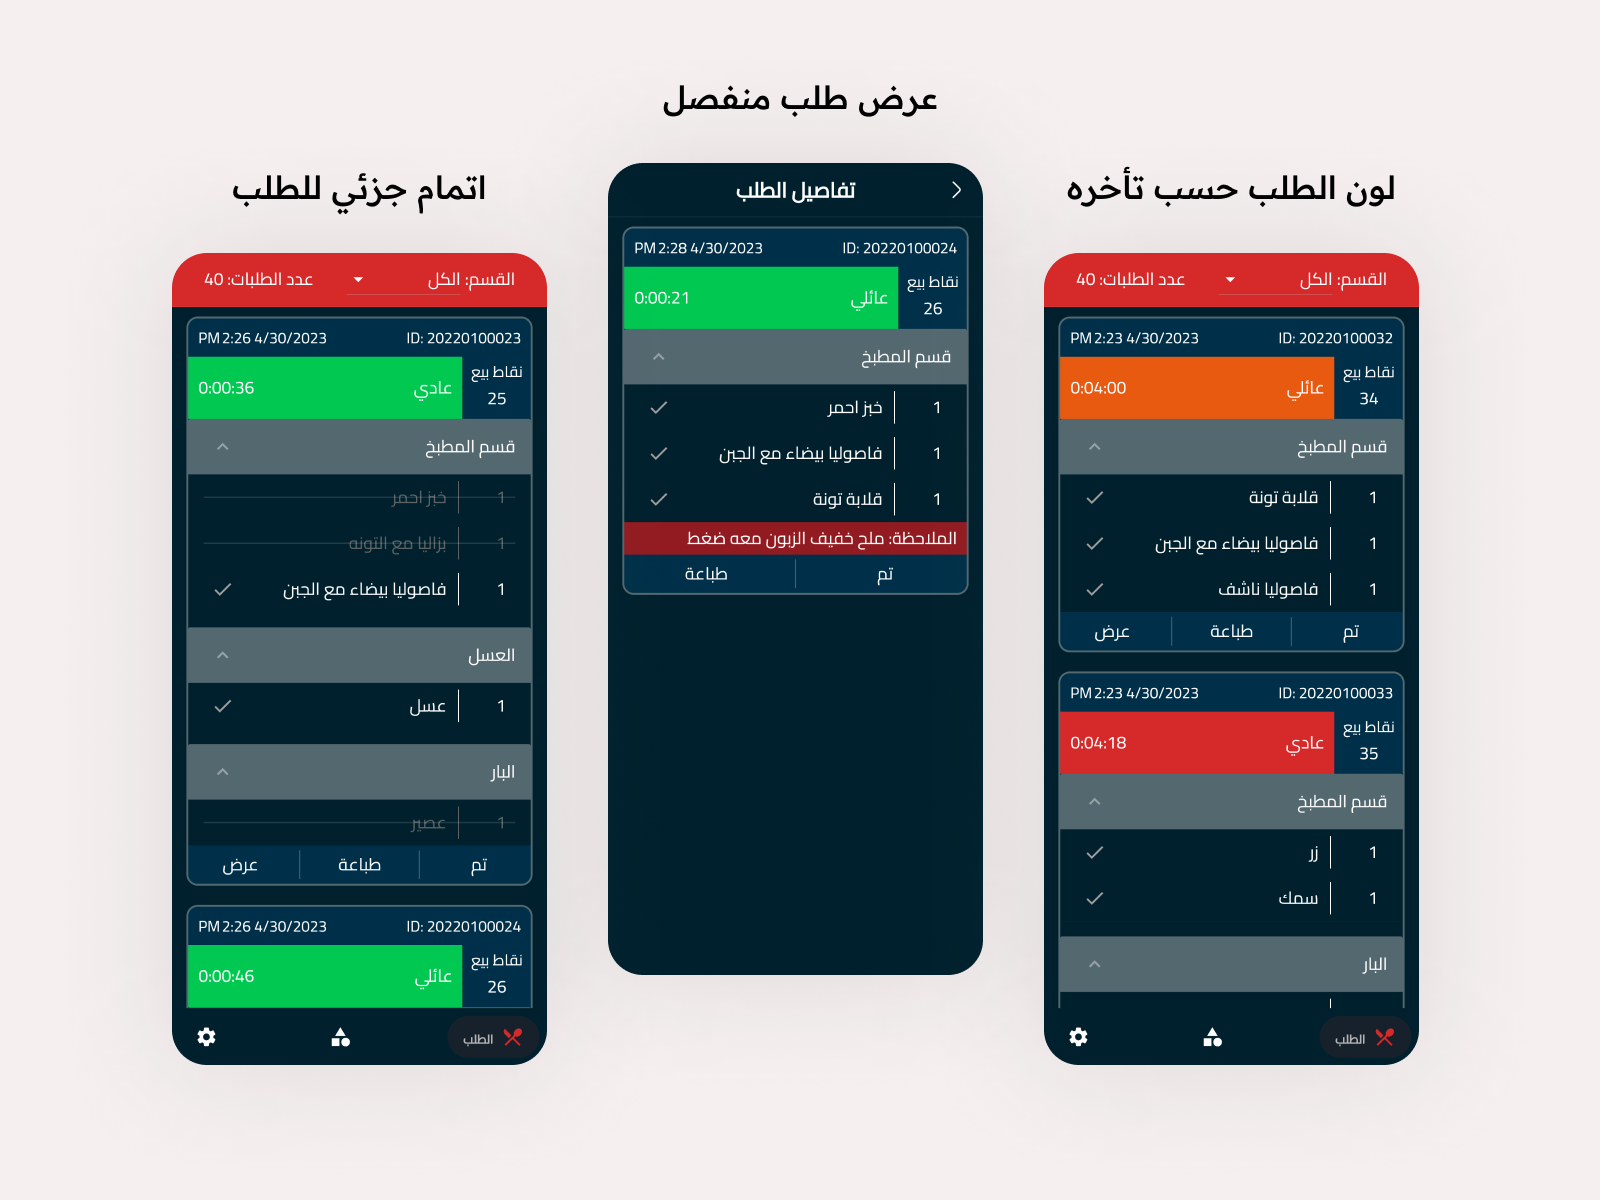 عرض طلب منفصل
لون الطلب حسب تأخره
القسم: الكل عدد الطلبات: 40
ID: 20220100032 PM 2:23 4/30/2023
نقاط بيع
34
عائلي 0:04:00
قسم المطبخ
1 قلابة تونة
1 فاصوليا بيضاء مع الجبن
1 فاصوليا ناشف
تم طباعة عرض
ID: 20220100033 PM 2:23 4/30/2023
نقاط بيع
35
عادي 0:04:18
قسم المطبخ
1 زر
1 سمك
البار
الطلب
تفاصيل الطلب
ID: 20220100024 PM 2:28 4/30/2023
نقاط بيع
26
عائلي 0:00:21
قسم المطبخ
1 خبز احمر
1 فاصوليا بيضاء مع الجبن
1 قلابة تونة
الملاحظة: ملح خفيف الزبون معه ضغط
تم طباعة
اتمام جزئي للطلب
القسم: الكل عدد الطلبات: 40
ID: 20220100023 PM 2:26 4/30/2023
نقاط بيع
25
عادي 0:00:36
قسم المطبخ
1 خبز احمر
1 بزاليا مع التونه
1 فاصوليا بيضاء مع الجبن
العسل
1 عسل
البار
1 عصير
تم طباعة عرض
ID: 20220100024 PM 2:26 4/30/2023
نقاط بيع
26
عائلي 0:00:46
الطلب